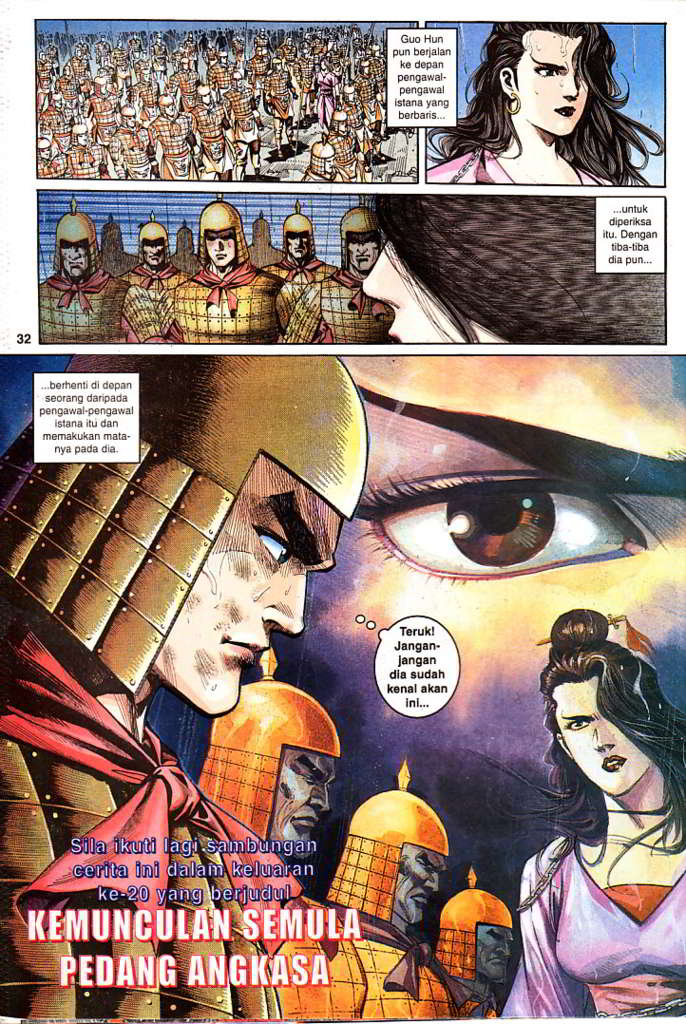 Guo Hun
pun berjalan
ke depan
pengawal-
pengawal
istana yang
berbaris...
...untuk
diperiksa
itu. Dengan
tiba-tiba
dia pun...
32
...berhenti di depan
seorang daripada
pengawal-pengawal
istana itu dan
memakukan mata-
nya pada dia.
Teruk!
Jangan-
jangan
dia sudah
kenal akan
ini...
Sila ikuti lagi sambungan
cerita ini dalam keluaran
ke-20 yang berjudul
KEMUNCULAN SEMULA
PEDANG ANGKASA